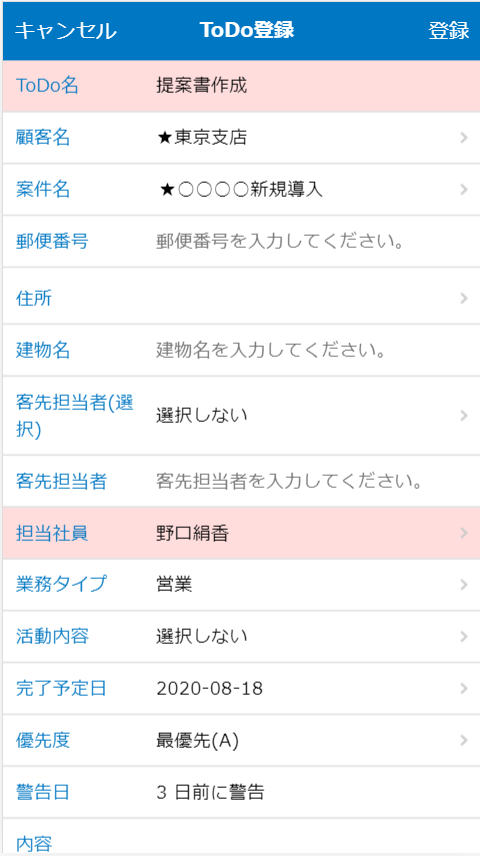 キャンセル ToDo登録 登録
ToDo名 提案書作成
顧客名 ★東京支店
案件名 ★○○○○新規導入
郵便番号 郵便番号を入力してください。
住所
建物名 建物名を入力してください。
客先担当者(選
択) 選択しない
客先担当者 客先担当者を入力してください。
担当社員 野口絹香
業務タイプ 営業
活動内容 選択しない
完了予定日 2020-08-18
優先度 最優先(A)
警告日 3 日前に警告
内容